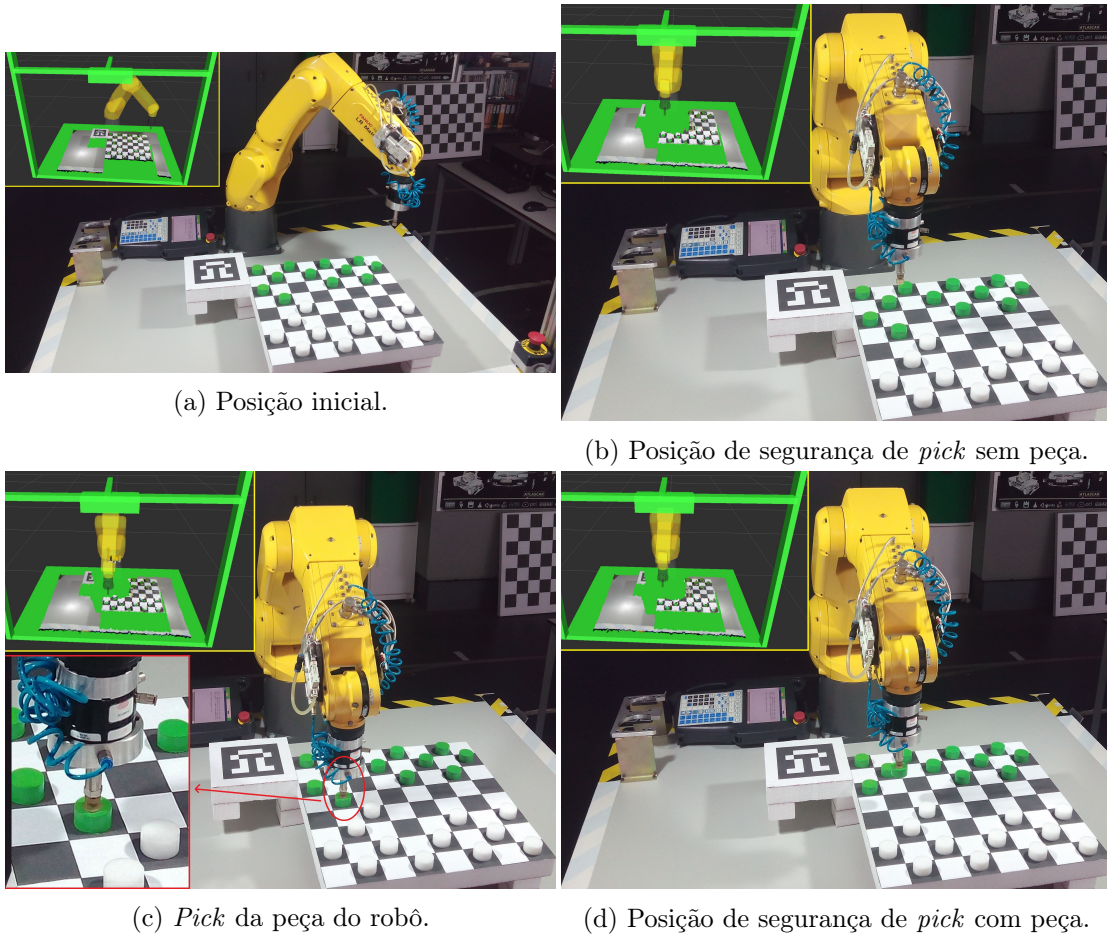 (a) Posição inicial.
(b) Posição de segurança de pick sem peça.
(c) Pick da peça do robô.
(d) Posição de segurança de pick com peça.